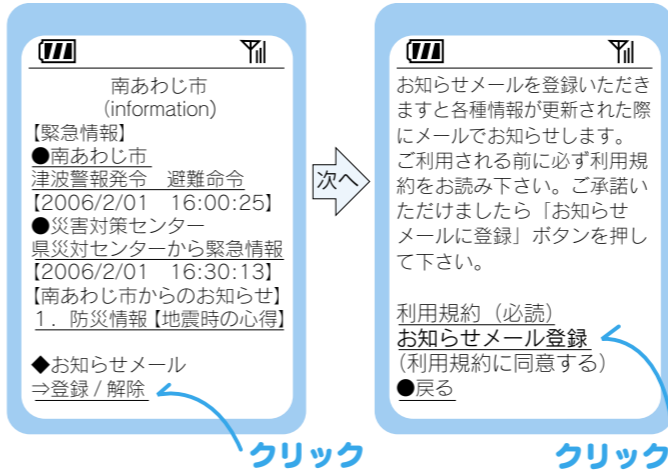 南あわじ市
(information)
【緊急情報】
●南あわじ市
津波警報発令　避難命令
【2006/2/01　16:00:25】
●災害対策センター
県災対センターから緊急情報
【2006/2/01　16:30:13】
【南あわじ市からのお知らせ】
１．防災情報【地震時の心得】
◆お知らせメール
⇒登録 / 解除
クリック
次へ
お知らせメールを登録いただき
ますと各種情報が更新された際
にメールでお知らせします。
ご利用される前に必ず利用規
約をお読み下さい。ご承諾い
ただけましたら「お知らせ
メールに登録」ボタンを押し
て下さい。
利用規約（必読）
お知らせメール登録
(利用規約に同意する)
●戻る
クリック